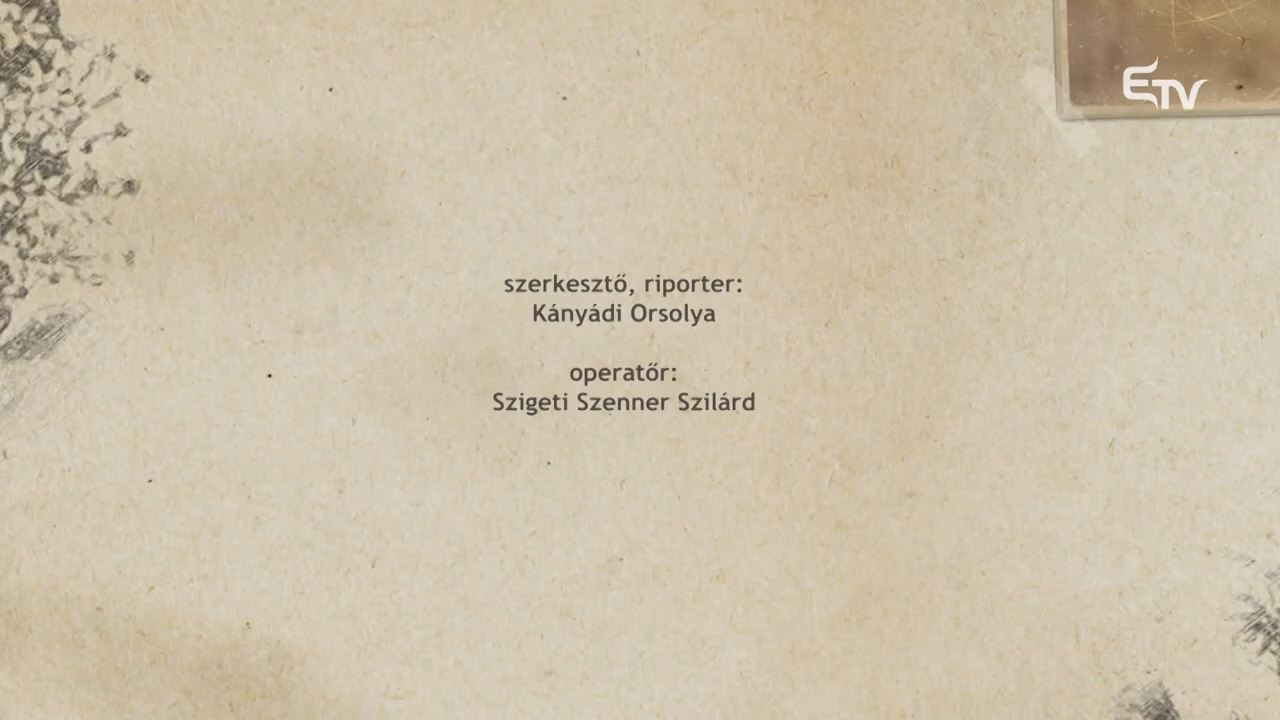 ETV
szerkesztő, riporter:
Kányádi Orsolya
operatőr:
Szigeti Szenner Szilárd